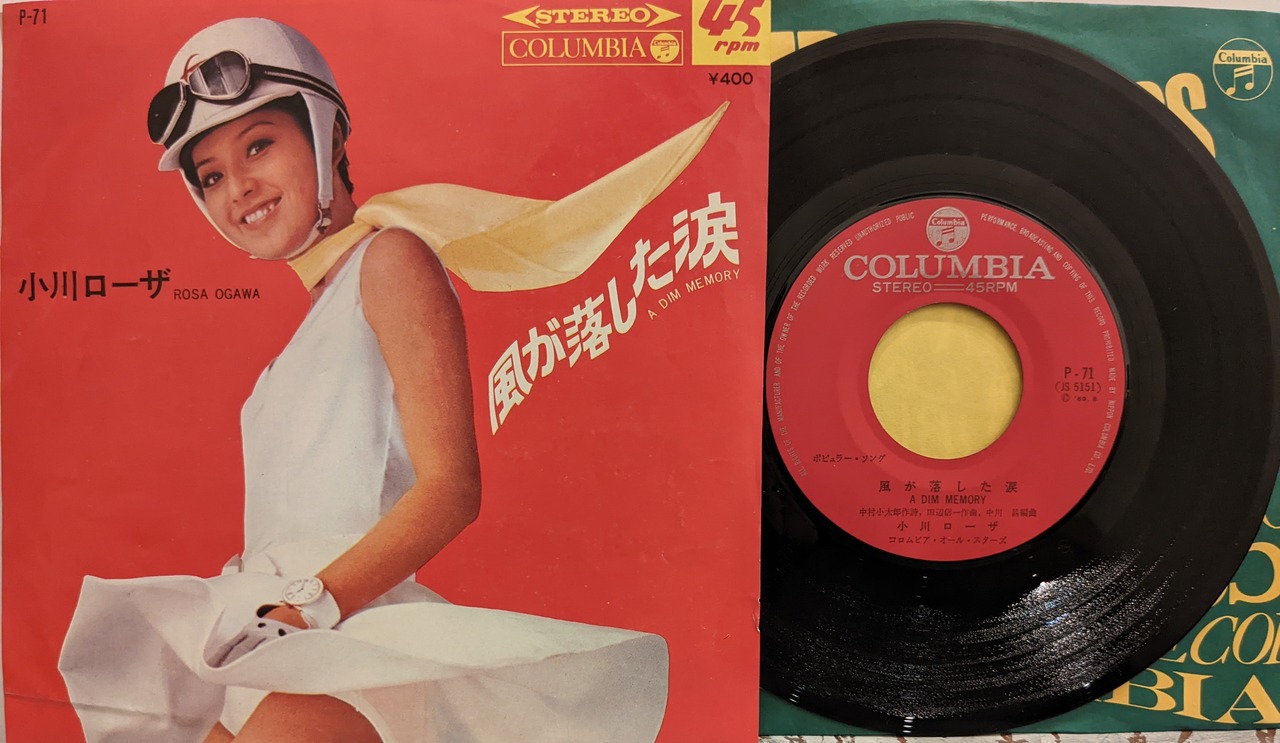 P-71
STEREO
COLUMBIA
45
rpm
¥400
小川ローザ ROSA OGAWA
風が落した涙
A DIM MEMORY
Columbia
COLUMBIA
STEREO 45RPM
P-71
(JS 5151)
ポピュラー・ソング
風が落した涙
A DIM MEMORY
小川ローザ
コロムビア・オール・スターズ
Columbia
BIA